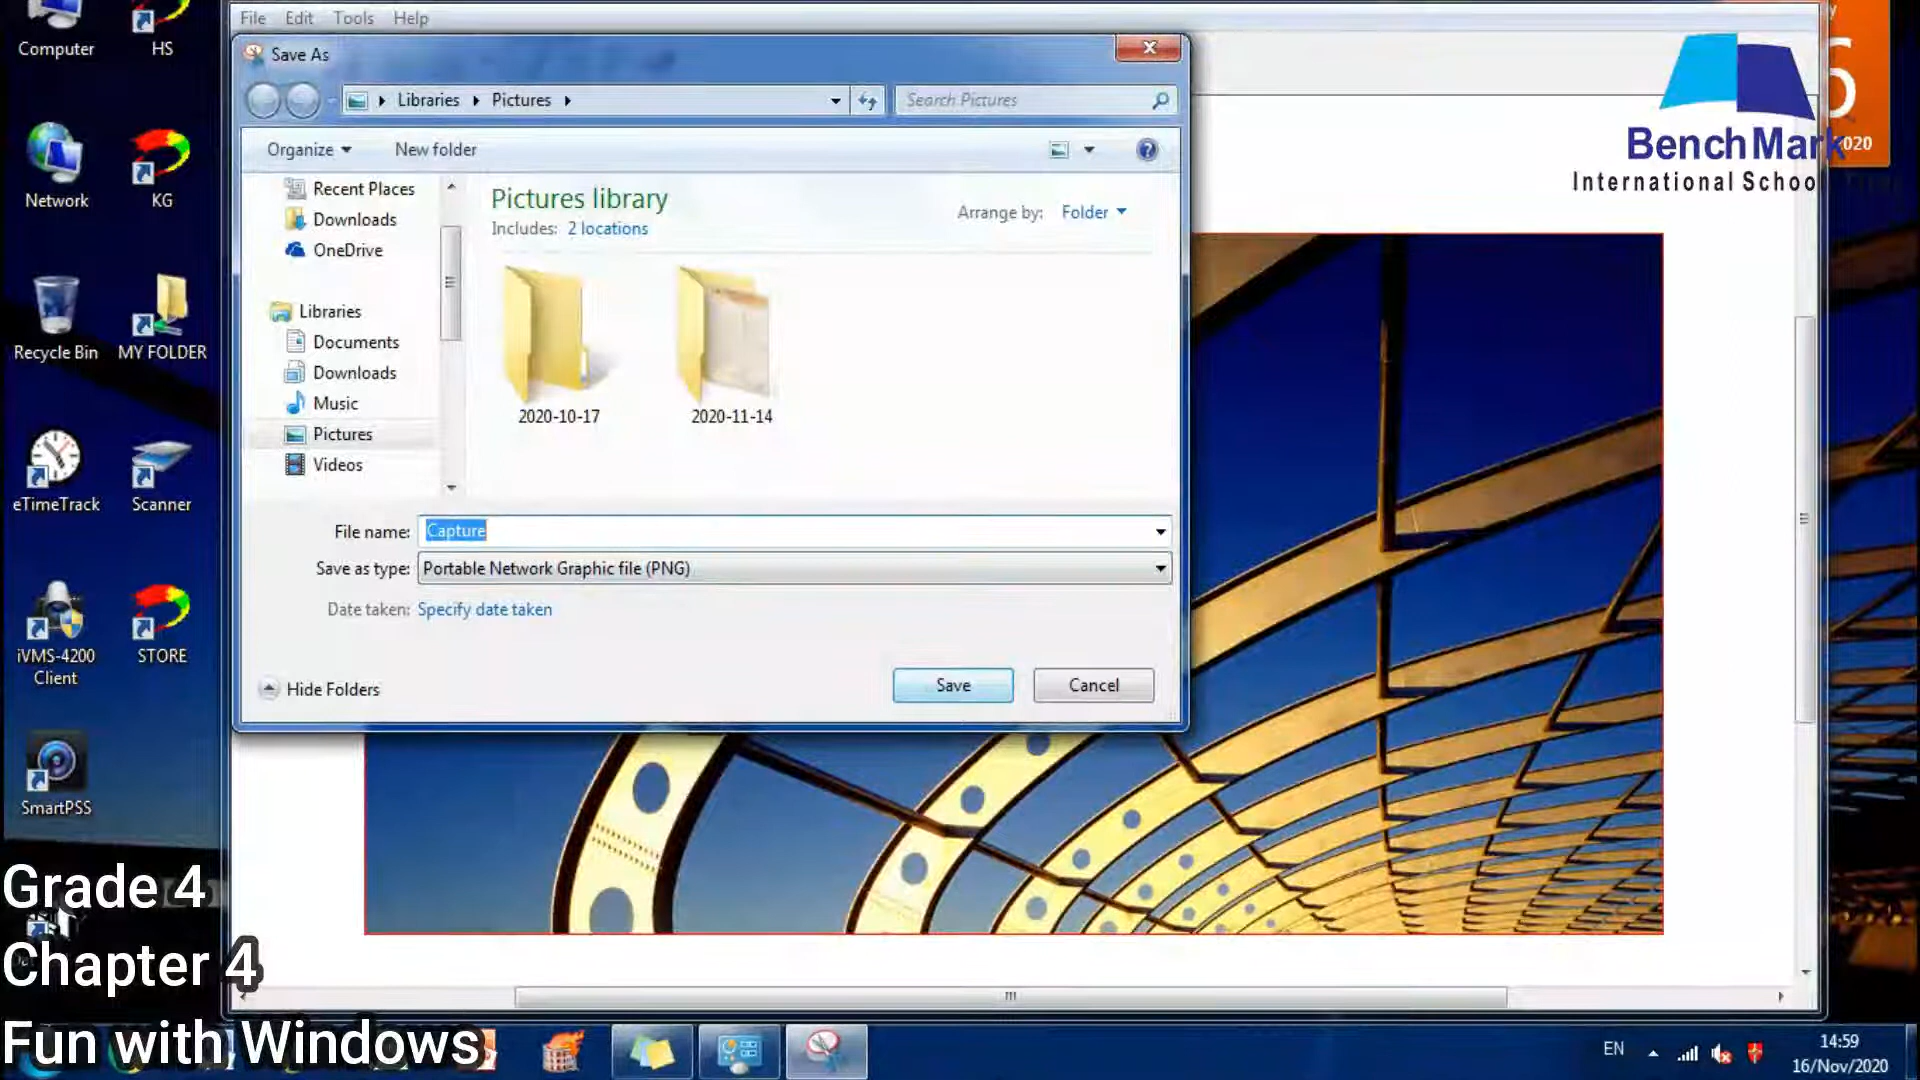 File Edit Tools Help
Save As
Libraries Pictures
Search Pictures
Organize New folder
Recent Places
Downloads
OneDrive
Libraries
Documents
Downloads
Music
Pictures
Videos
Pictures library
Includes: 2 locations
Arrange by: Folder
2020-10-17 2020-11-14
File name: Capture
Save as type: Portable Network Graphic file (PNG)
Date taken: Specify date taken
Hide Folders
Save Cancel
Computer HS
Network KG
Recycle Bin MY FOLDER
eTimeTrack Scanner
iVMS-4200
Client
STORE
SmartPSS
BenchMark
International School
Grade 4
Chapter 4
Fun with Windows
EN
14:59
16/Nov/2020